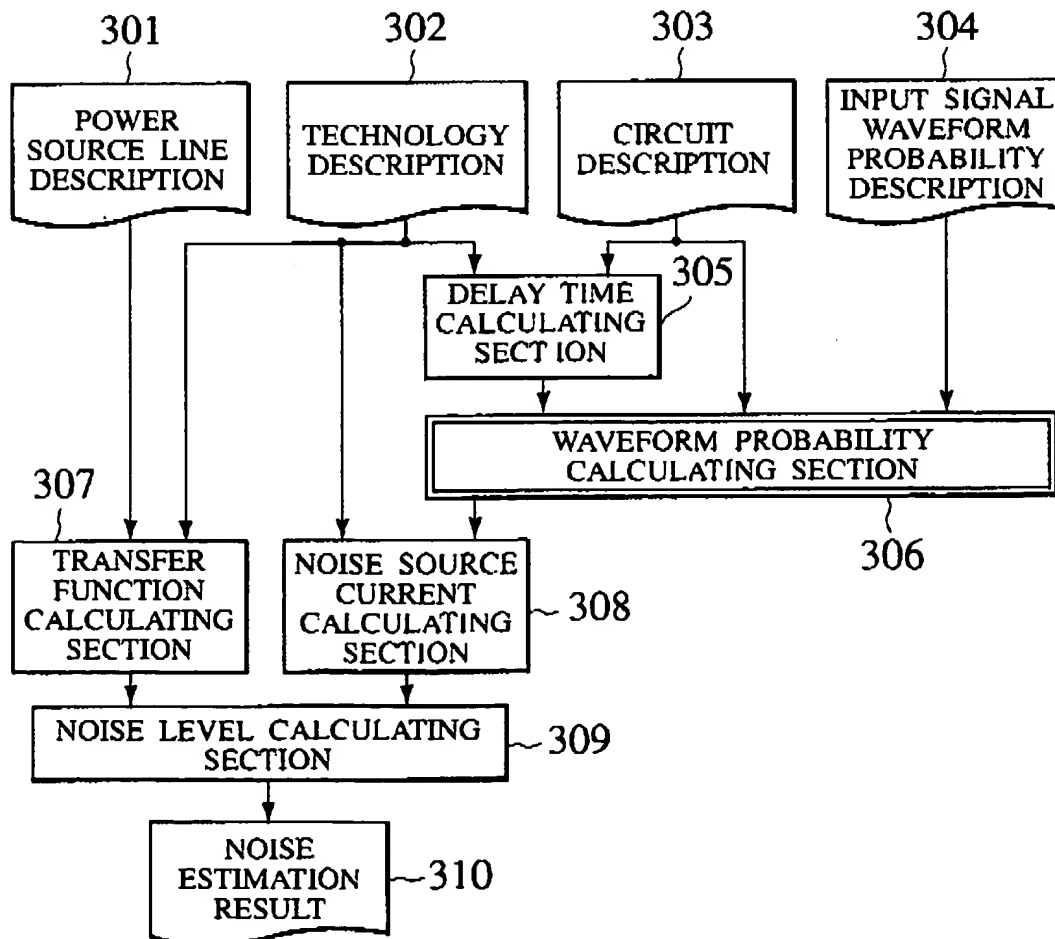 301
302
303
304
POWER
SOURCE LINE
DESCRIPTION
TECHNOLOGY
DESCRIPTION
CIRCUIT
DESCRIPTION
INPUT SIGNAL
WAVEFORM
PROBABILITY
DESCRIPTION
305
DELAY TIME
CALCULATING
SECTION
WAVEFORM PROBABILITY
CALCULATING SECTION
306
307
TRANSFER
FUNCTION
CALCULATING
SECTION
NOISE SOURCE
CURRENT
CALCULATING
SECTION
308
NOISE LEVEL CALCULATING
SECTION
309
NOISE
ESTIMATION
RESULT
310